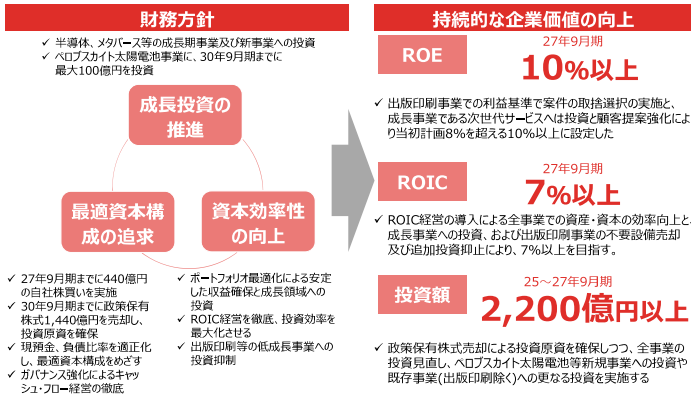 財務方針
✓ 半導体、メタバース等の成長期事業及び新事業への投資
✓ ペロブスカイト太陽電池事業に、30年9月期までに
最大100億円を投資
成長投資の
推進
最適資本構
成の追求
資本効率性
の向上
✓ 27年9月期までに440億円
の自社株買いを実施
✓ 30年9月期までに政策保有
株式1,440億円を売却し、
投資原資を確保
✓ 現預金、負債比率を適正化
し、最適資本構成をめざす
✓ ガバナンス強化によるキャッ
シュ・フロー経営の徹底
✓ ポートフォリオ最適化による安定
した収益確保と成長領域への
投資
✓ ROIC経営を徹底、投資効率を
最大化させる
✓ 出版印刷等の低成長事業への
投資抑制
持続的な企業価値の向上
ROE
27年9月期
10%以上
✓ 出版印刷事業での利益基準で案件の取捨選択の実施と、
成長事業である次世代サービスへは投資と顧客提案強化によ
り当初計画8%を超える10%以上に設定した
ROIC
27年9月期
7%以上
✓ ROIC経営の導入による全事業での資産・資本の効率向上と、
成長事業への投資、および出版印刷事業の不要設備売却
及び追加投資抑止により、7%以上を目指す。
投資額
25～27年9月期
2,200億円以上
✓ 政策保有株式売却による投資原資を確保しつつ、全事業の
投資見直し、ペロブスカイト太陽電池等新規事業への投資や
既存事業(出版印刷除く)への更なる投資を実施する